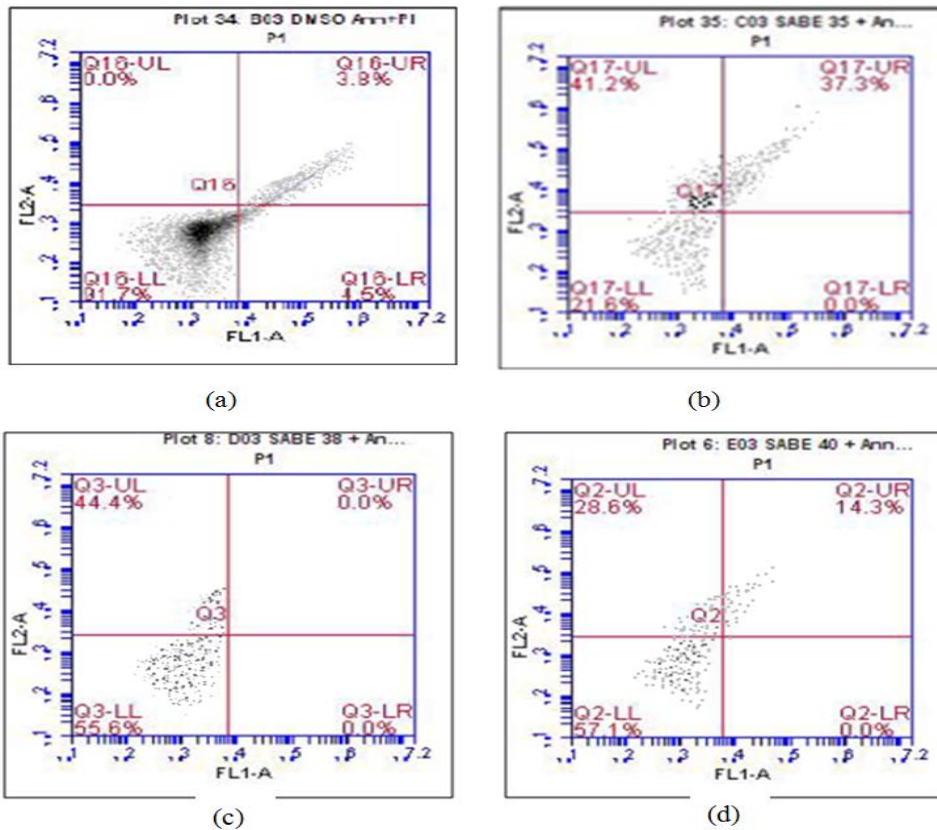 Plot 34: B03 DMSO Ann+PI
P1
Q16-UL
0.0%
Q16-UR
3.8%
Q16
Q16-LL
91.7%
Q16-LR
4.5%
FL2-A
FL1-A
(a)
Plot 35: C03 SABE 35 + An...
P1
Q17-UL
41.2%
Q17-UR
37.3%
Q17
Q17-LL
21.6%
Q17-LR
0.0%
FL2-A
FL1-A
(b)
Plot 8: D03 SABE 38 + An...
P1
Q3-UL
44.4%
Q3-UR
0.0%
Q3
Q3-LL
55.6%
Q3-LR
0.0%
FL2-A
FL1-A
(c)
Plot 6: E03 SABE 40 + Ann...
P1
Q2-UL
28.6%
Q2-UR
14.3%
Q2
Q2-LL
57.1%
Q2-LR
0.0%
FL2-A
FL1-A
(d)